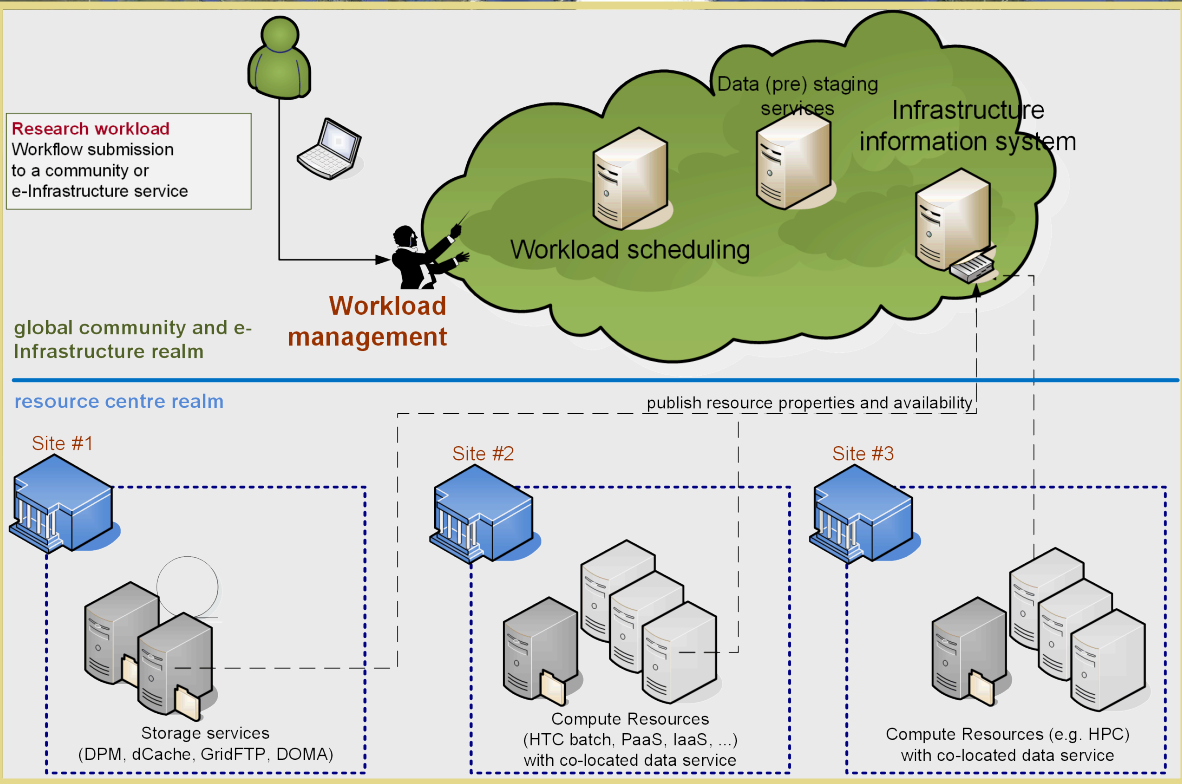 Data (pre) staging
services
Infrastructure
information system
Research workload
Workflow submission
to a community or
e-Infrastructure service
Workload scheduling
Workload
management
global community and e-
Infrastructure realm
resource centre realm
publish resource properties and availability
Site #1
Site #2
Site #3
Storage services
(DPM, dCache, GridFTP, DOMA)
Compute Resources
(HTC batch, PaaS, IaaS, ...)
with co-located data service
Compute Resources (e.g. HPC)
with co-located data service